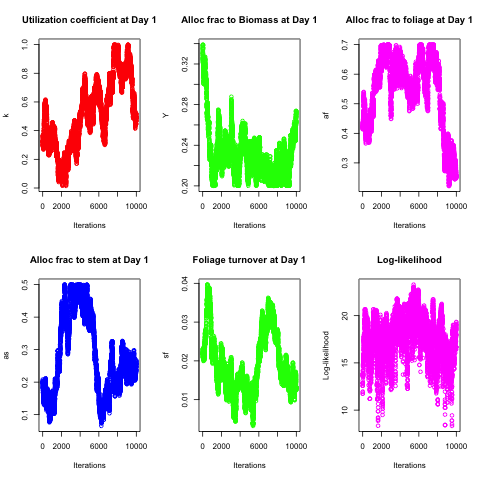 Utilization coefficient at Day 1
Alloc frac to Biomass at Day 1
Alloc frac to foliage at Day 1
k
0.0 0.2 0.4 0.6 0.8 1.0
0 2000 6000 10000
Iterations
Y
0.20 0.24 0.28 0.32
0 2000 6000 10000
Iterations
af
0.3 0.4 0.5 0.6 0.7
0 2000 6000 10000
Iterations
Alloc frac to stem at Day 1
Foliage turnover at Day 1
Log-likelihood
as
0.1 0.2 0.3 0.4 0.5
0 2000 6000 10000
Iterations
sf
0.01 0.02 0.03 0.04
0 2000 6000 10000
Iterations
Log-likelihood
10 15 20
0 2000 6000 10000
Iterations